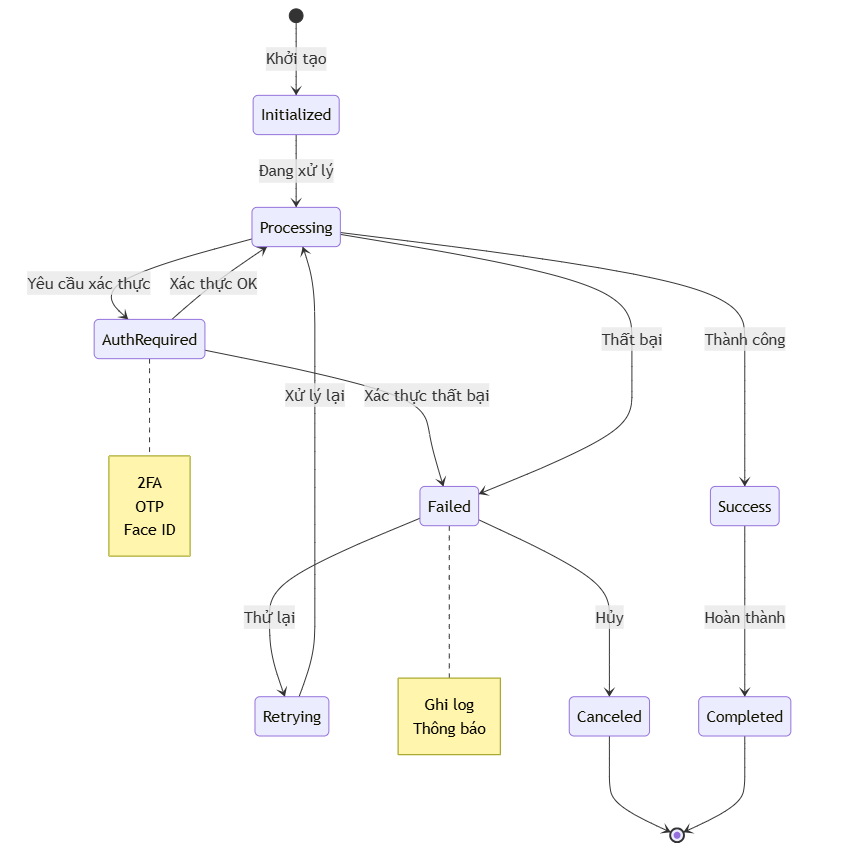 Khởi tạo
Initialized
Đang xử lý
Processing
Yêu cầu xác thực
Xác thực OK
AuthRequired
Thất bại
Thành công
Xử lý lại
Xác thực thất bại
2FA
OTP
Face ID
Failed
Success
Thử lại
Hủy
Hoàn thành
Retrying
Ghi log
Thông báo
Canceled
Completed